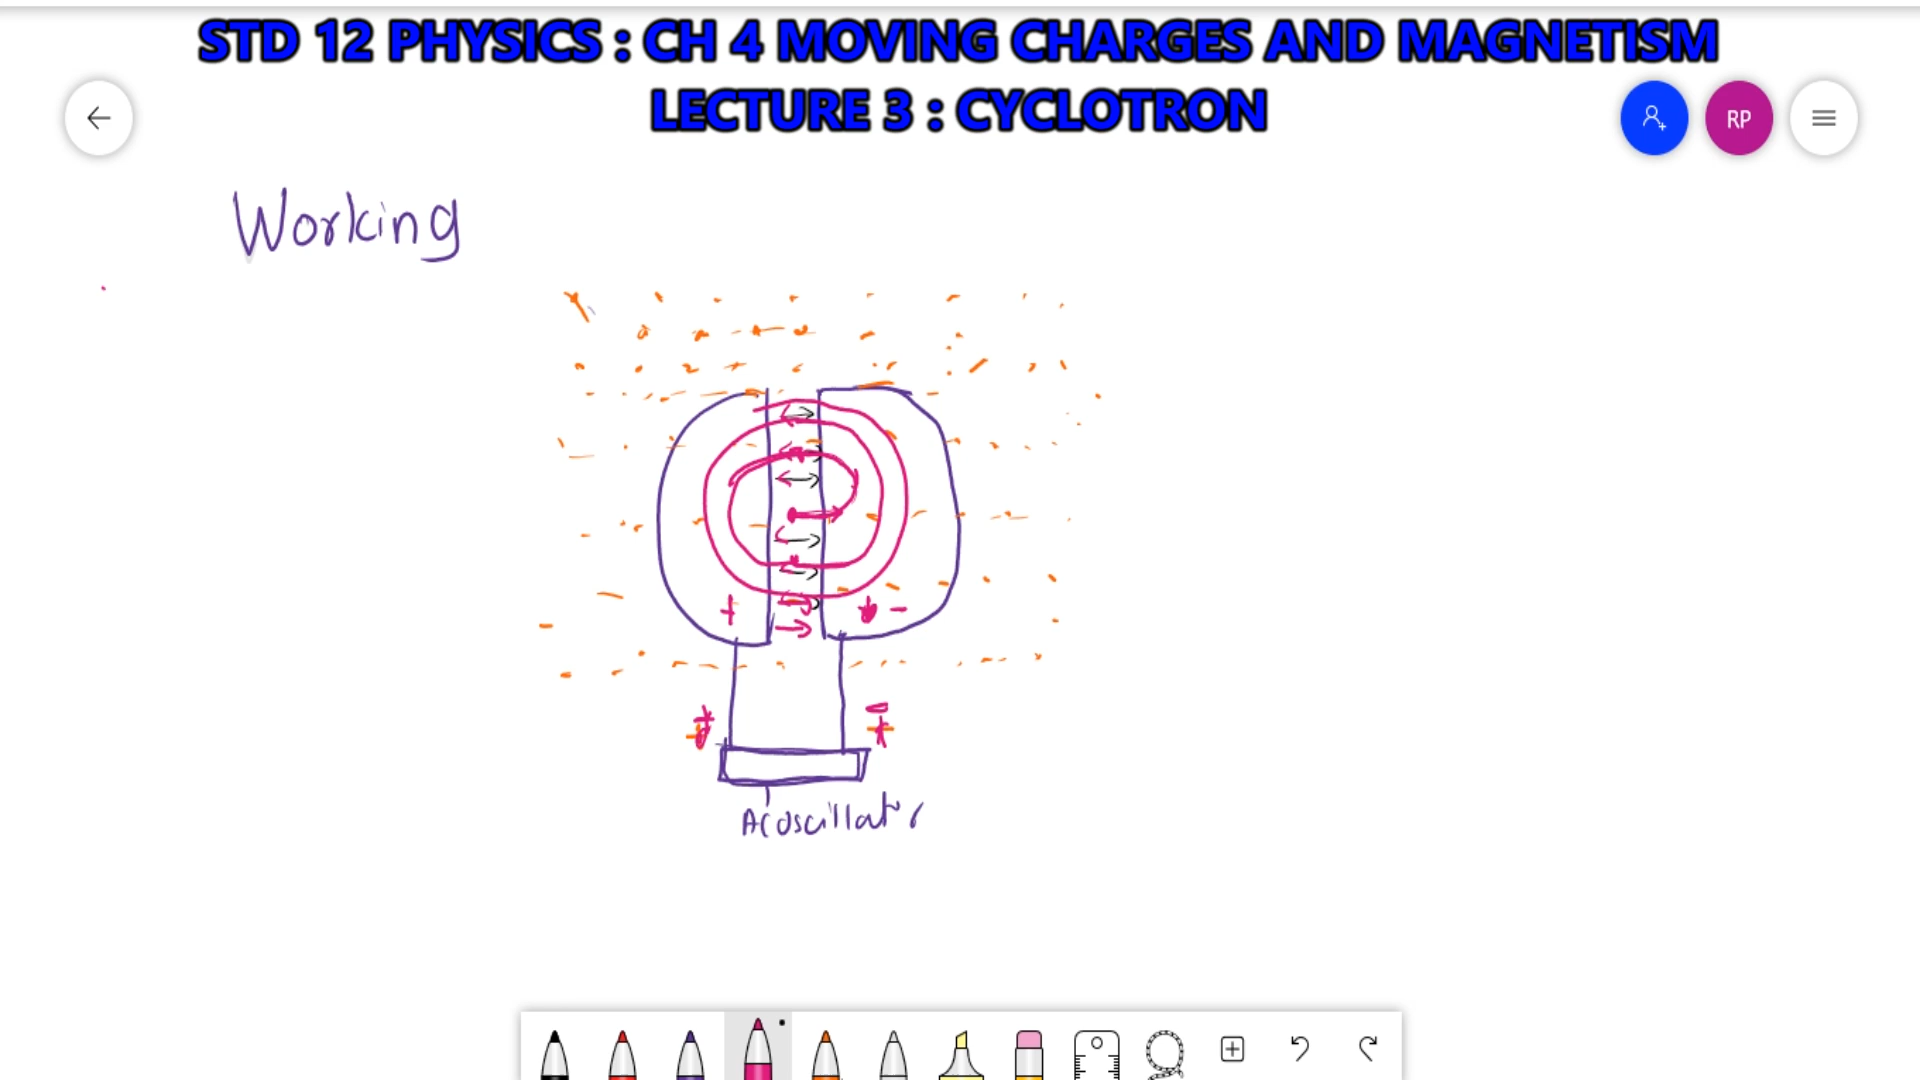 STD 12 PHYSICS : CH 4 MOVING CHARGES AND MAGNETISM
LECTURE 3 : CYCLOTRON
RP
Working
+ -
AC oscillator